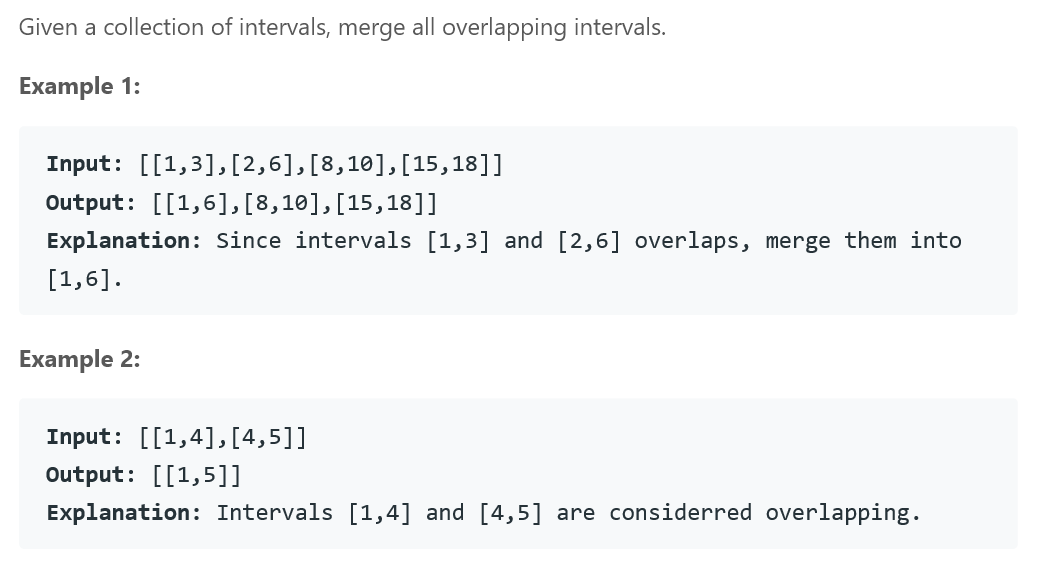 Given a collection of intervals, merge all overlapping intervals.
Example 1:
Input: [[1,3],[2,6],[8,10],[15,18]]
Output: [[1,6],[8,10],[15,18]]
Explanation: Since intervals [1,3] and [2,6] overlaps, merge them into
[1,6].
Example 2:
Input: [[1,4],[4,5]]
Output: [[1,5]]
Explanation: Intervals [1,4] and [4,5] are considerred overlapping.